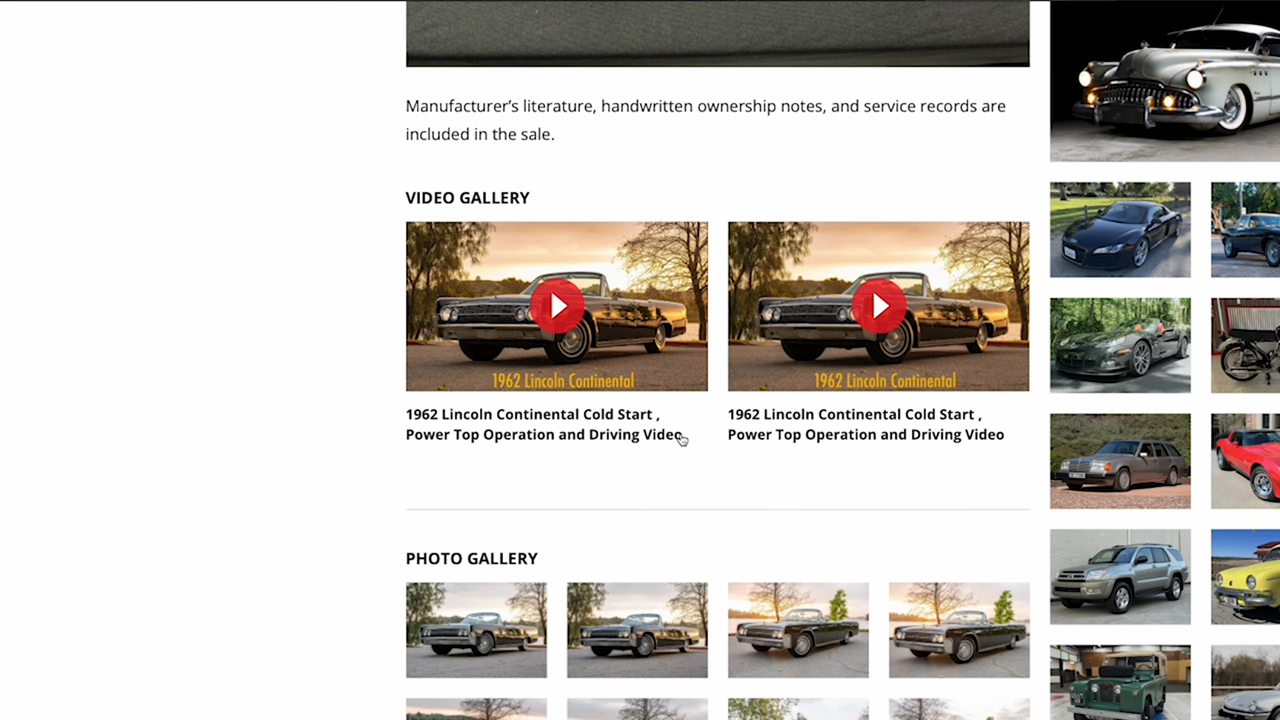 Manufacturer's literature, handwritten ownership notes, and service records are
included in the sale.
VIDEO GALLERY
1962 Lincoln Continental
1962 Lincoln Continental
1962 Lincoln Continental Cold Start ,
Power Top Operation and Driving Video
1962 Lincoln Continental Cold Start ,
Power Top Operation and Driving Video
PHOTO GALLERY